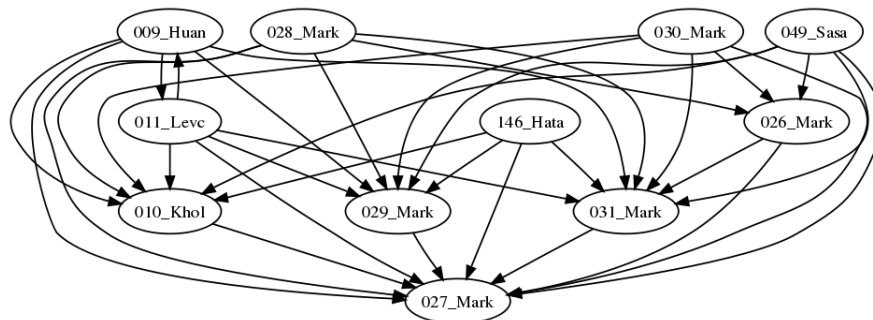 009_Huan 028_Mark 030_Mark 049_Sasa
011_Levc 146_Hata 026_Mark
010_Khol 029_Mark 031_Mark
027_Mark